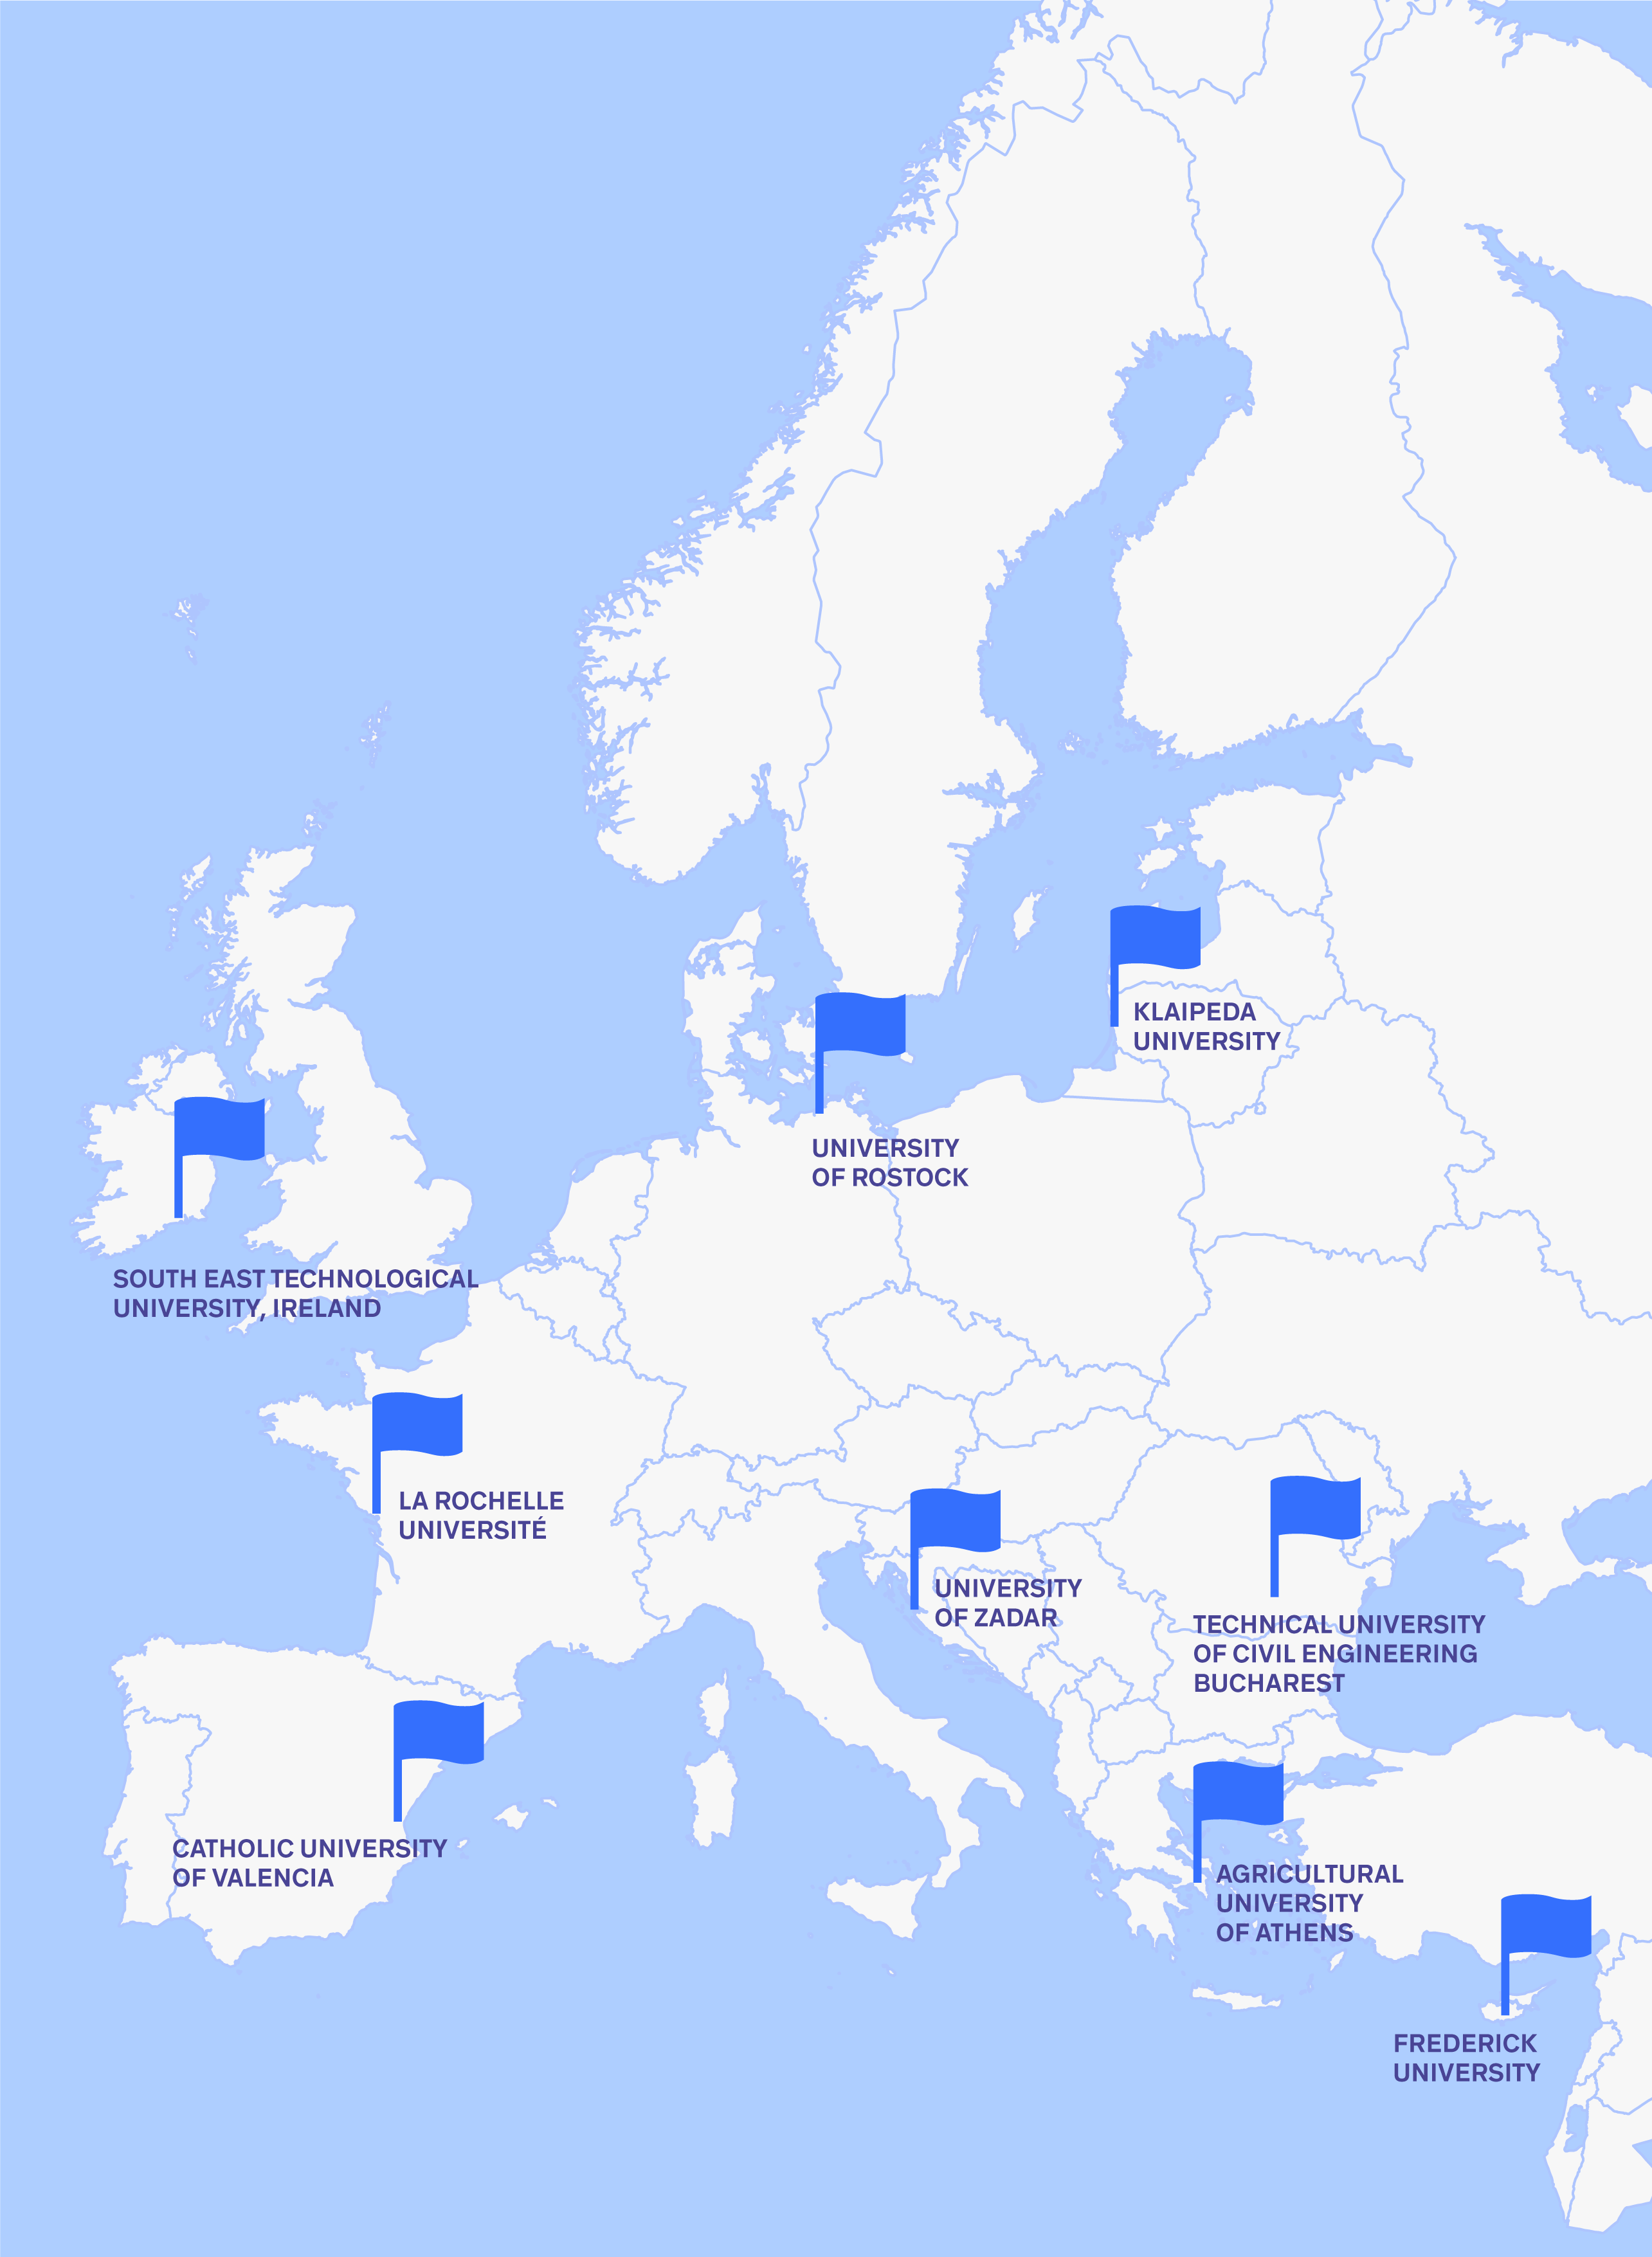 KLAIPEDA
UNIVERSITY
UNIVERSITY
OF ROSTOCK
SOUTH EAST TECHNOLOGICAL
UNIVERSITY, IRELAND
LA ROCHELLE
UNIVERSITÉ
UNIVERSITY
OF ZADAR
TECHNICAL UNIVERSITY
OF CIVIL ENGINEERING
BUCHAREST
CATHOLIC UNIVERSITY
OF VALENCIA
AGRICULTURAL
UNIVERSITY
OF ATHENS
FREDERICK
UNIVERSITY